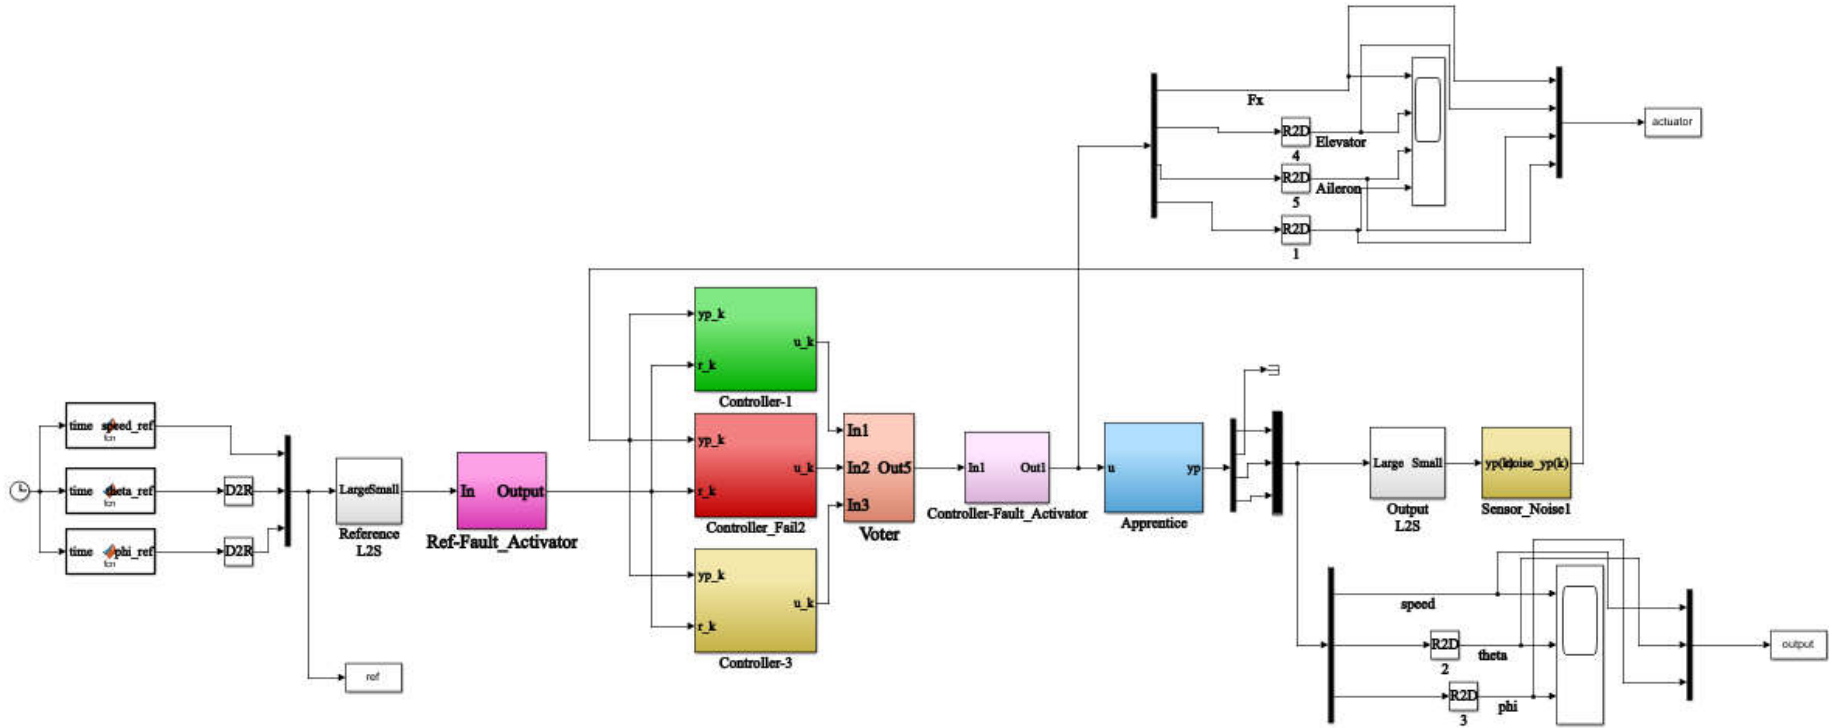 Fx
R2D
Elevator
4
R2D
Aileron
5
R2D
1
actuator
yp_k
u_k
r_k
Controller-1
yp_k
u_k
r_k
Controller_Fail2
yp_k
u_k
r_k
Controller-3
time speed_ref
fcn
time theta_ref
fcn
D2R
time phi_ref
fcn
D2R
LargeSmall
Reference
L2S
In Output
Ref-Fault_Activator
ref
In1
In2 Out5
In3
Voter
In1 Out1
Controller-Fault_Activator
u yp
Apprentice
Large Small
Output
L2S
yp(k) noise_yp(k)
Sensor_Noise1
speed
R2D
theta
2
R2D
phi
3
output